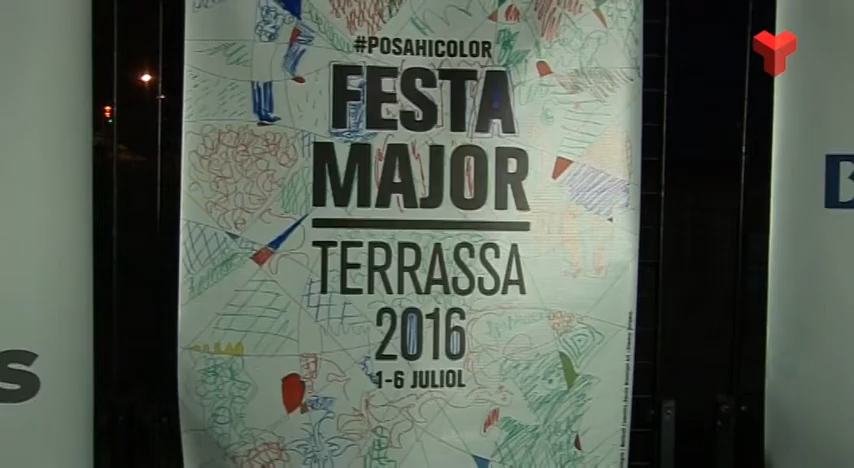 #POSAHICOLOR
FESTA
MAJOR
TERRASSA
2016
1-6 JULIOL